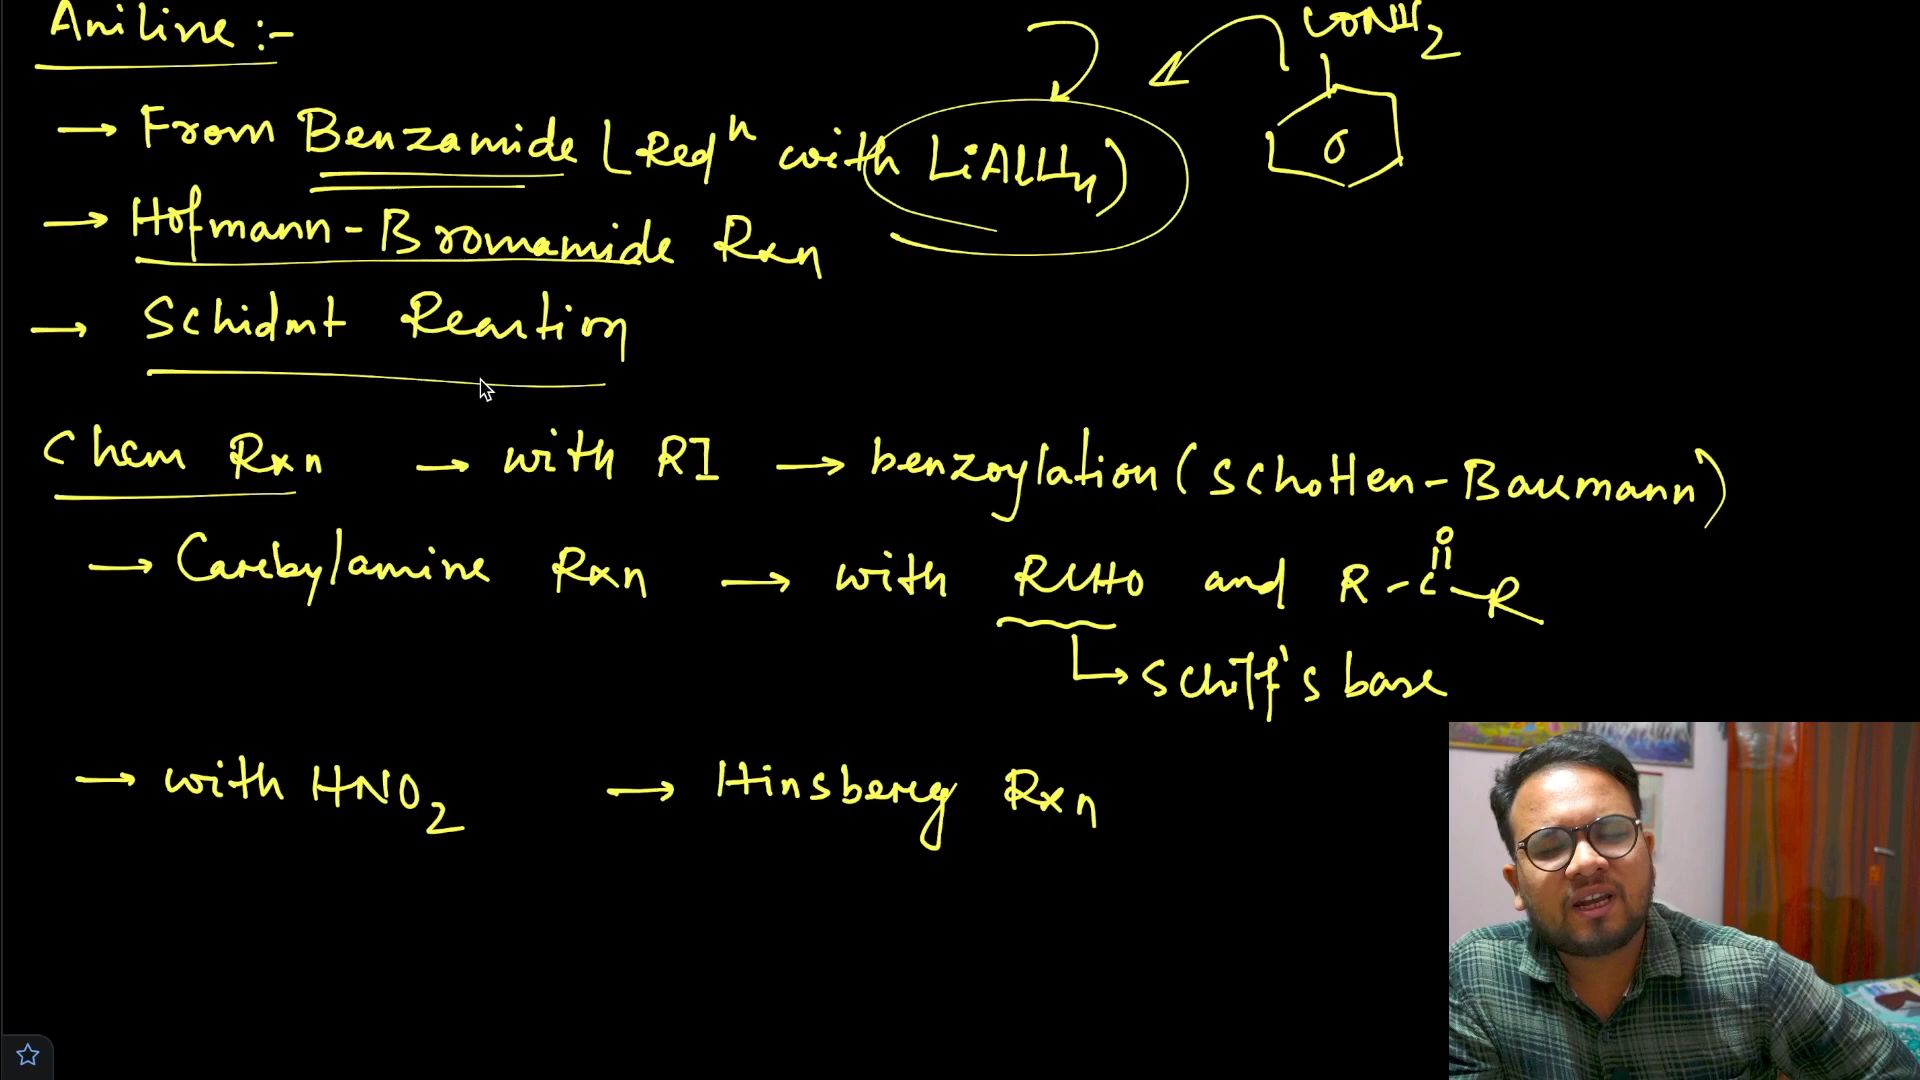 Aniline :-
CONH2
→ From Benzamide [Redⁿ with LiAlH4)
→ Hofmann-Bromamide Rxn
→ Schidmt Reaction
Chem Rxn → with RI → benzoylation (Schotten-Baumann)
→ Carbylamine Rxn → with RCHO and R-C-R
O
↳ Schiff's base
→ with HNO2 → Hinsberg Rxn